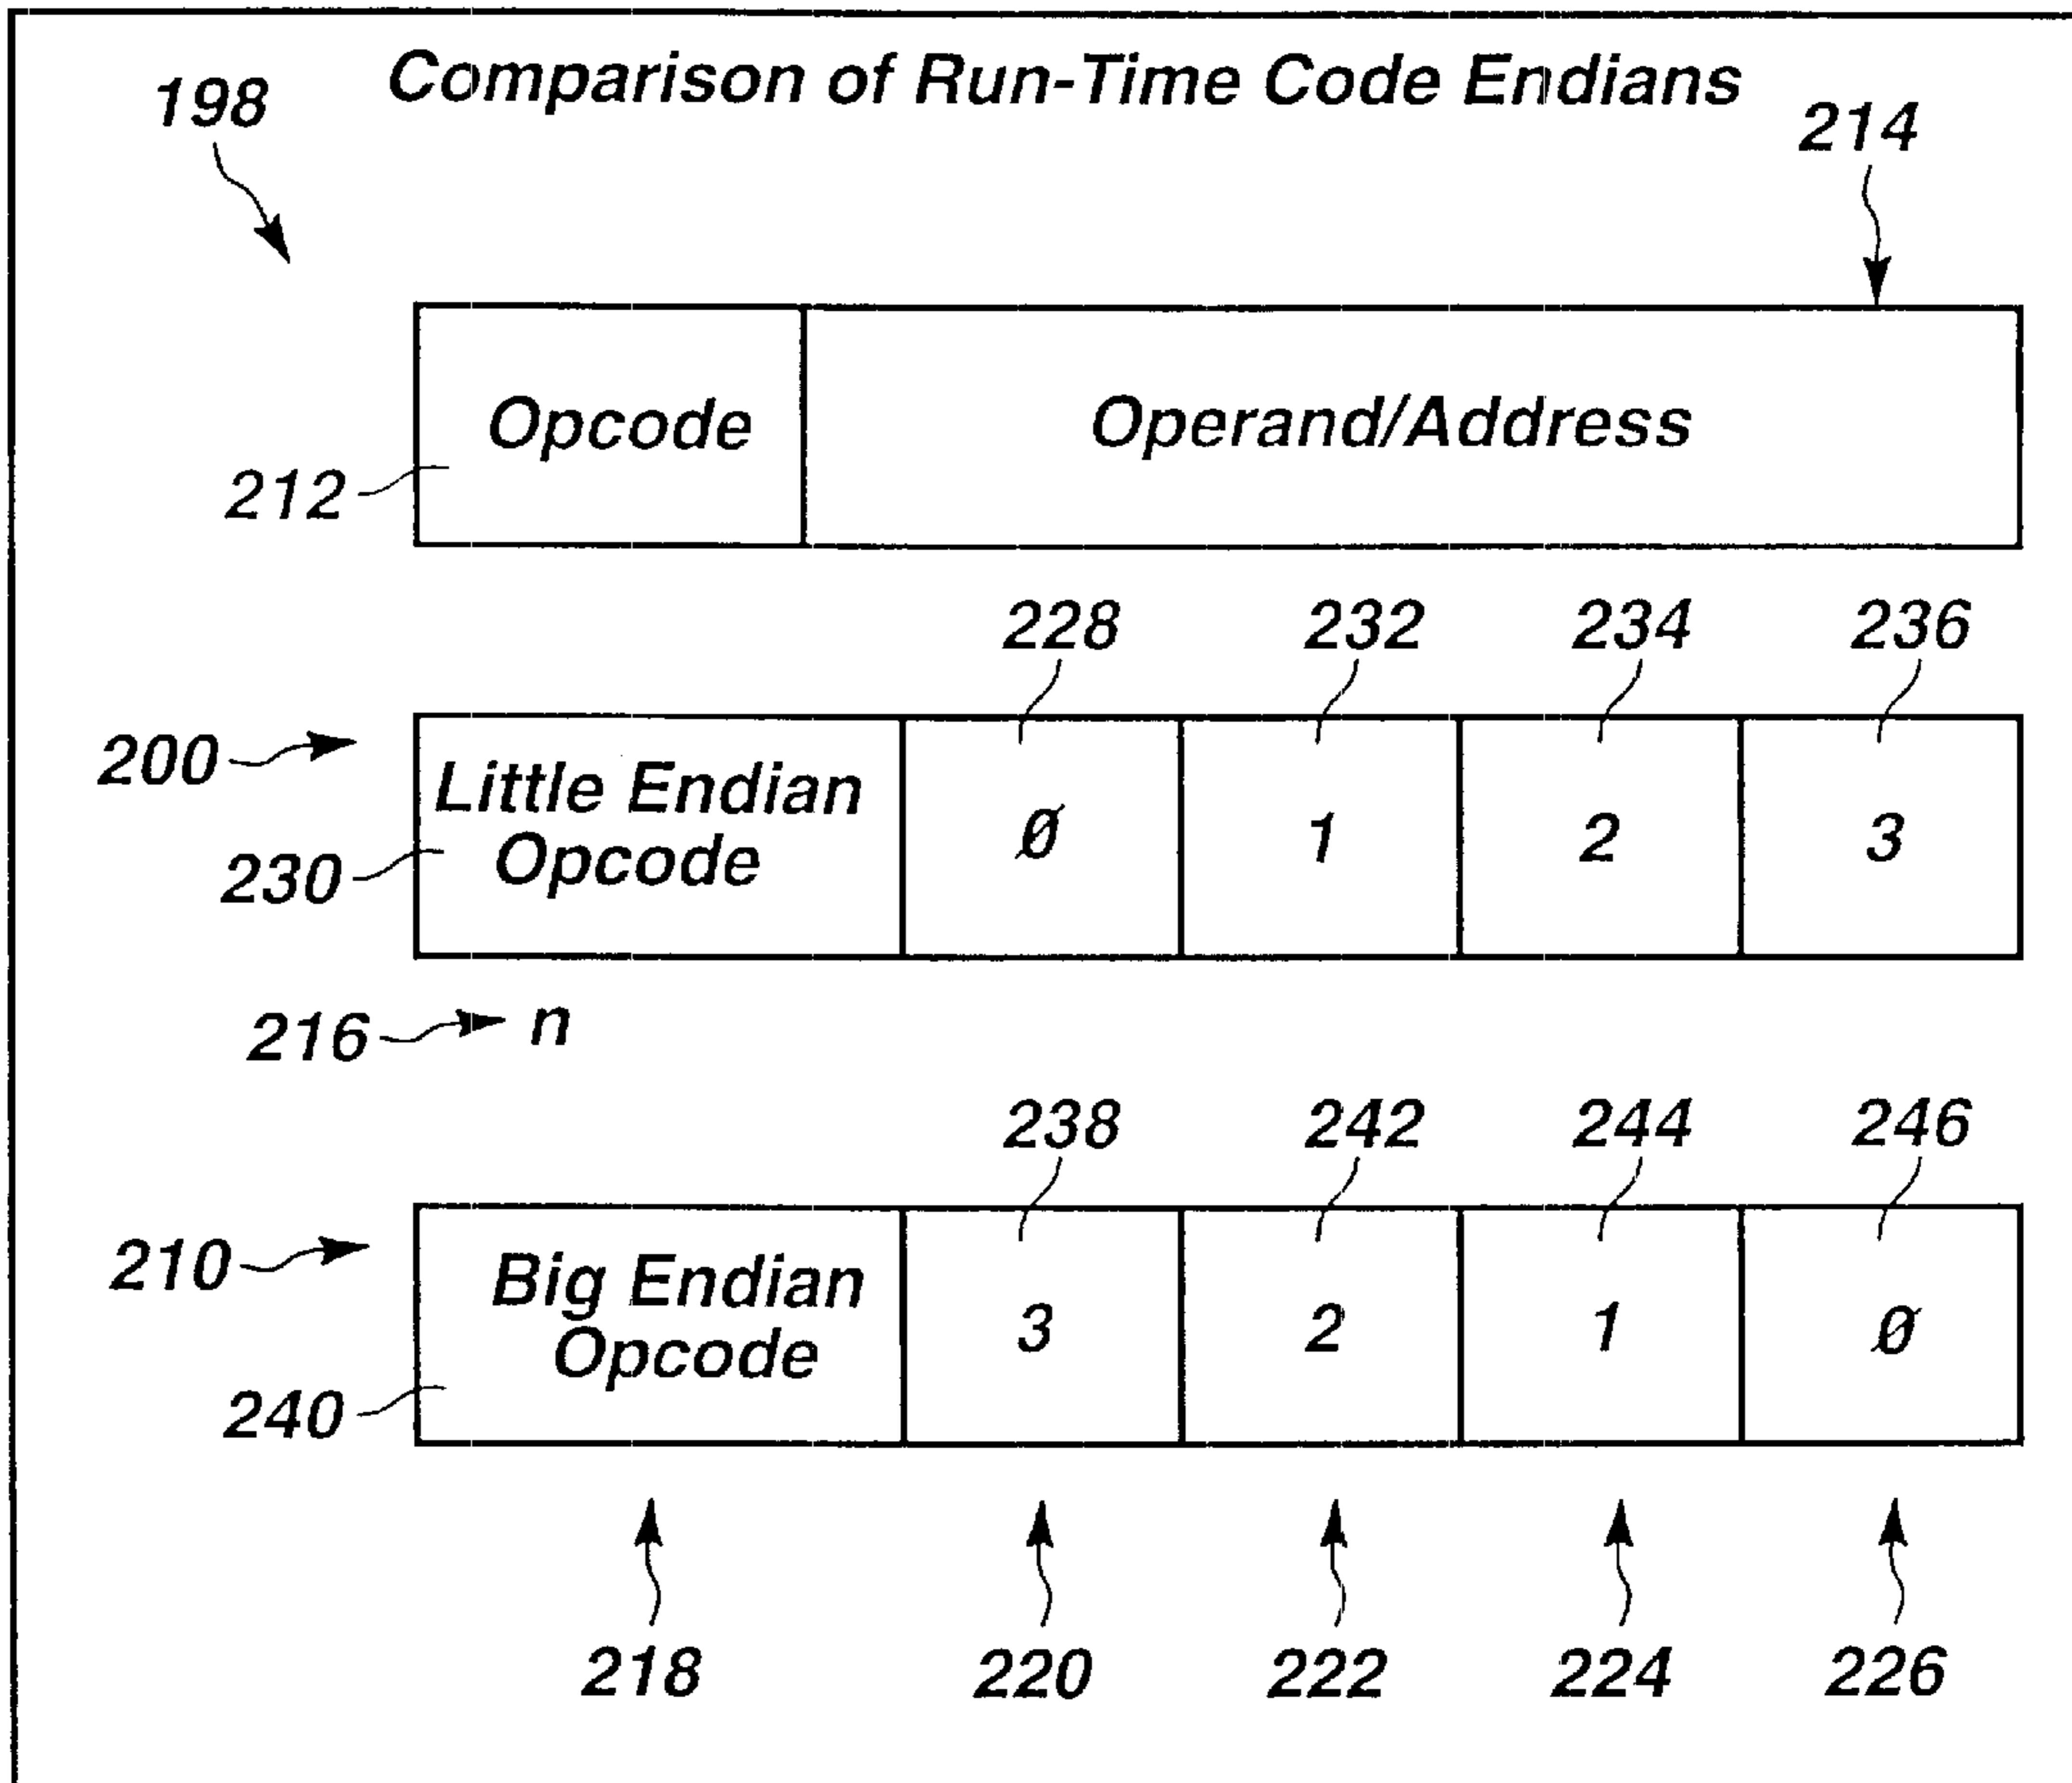 Comparison of Run-Time Code Endians
198
214
Opcode
Operand/Address
212
228 232 234 236
200
Little Endian
Opcode
Ø 1 2 3
230
216 n
238 242 244 246
210
Big Endian
Opcode
3 2 1 Ø
240
218 220 222 224 226